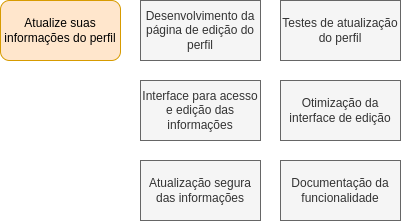 Atualize suas
informações do perfil
Desenvolvimento da
página de edição do
perfil
Testes de atualização
do perfil
Interface para acesso
e edição das
informações
Otimização da
interface de edição
Atualização segura
das informações
Documentação da
funcionalidade